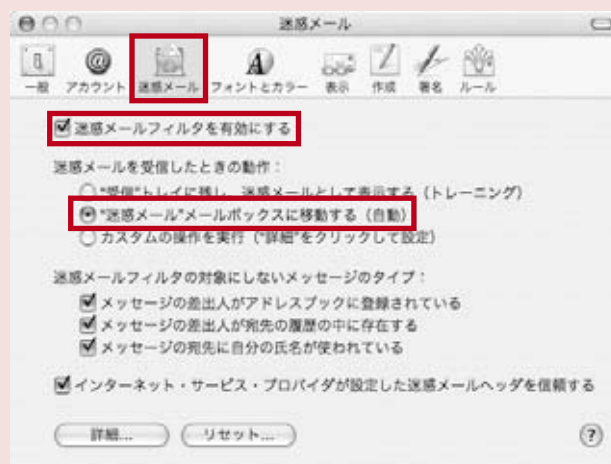 迷惑メール
一般 アカウント 迷惑メール フォントとカラー 表示 作成 署名 ルール
迷惑メールフィルタを有効にする
迷惑メールを受信したときの動作：
"受信"トレイに残し、迷惑メールとして表示する（トレーニング）
"迷惑メール"メールボックスに移動する（自動）
カスタムの操作を実行（"詳細"をクリックして設定）
迷惑メールフィルタの対象にしないメッセージのタイプ：
メッセージの差出人がアドレスブックに登録されている
メッセージの差出人が宛先の履歴の中に存在する
メッセージの宛先に自分の氏名が使われている
インターネット・サービス・プロバイダが設定した迷惑メールヘッダを信頼する
詳細... リセット... ?